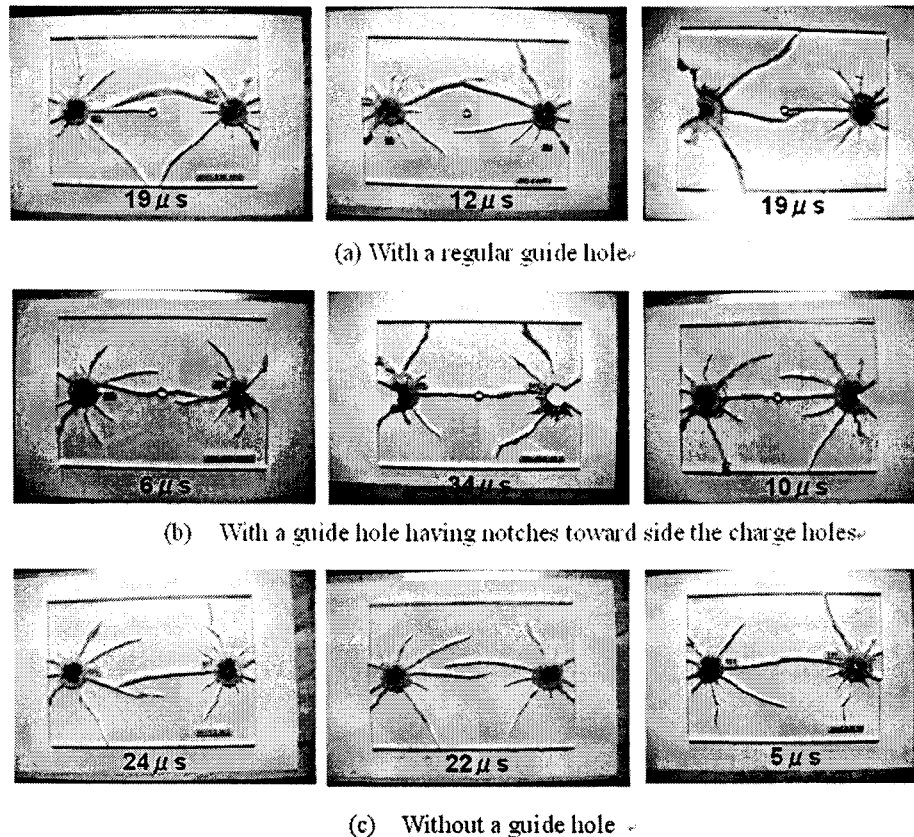 19μs 12μs 19μs
(a) With a regular guide hole
6μs 34μs 10μs
(b) With a guide hole having notches toward side the charge holes
24μs 22μs 5μs
(c) Without a guide hole